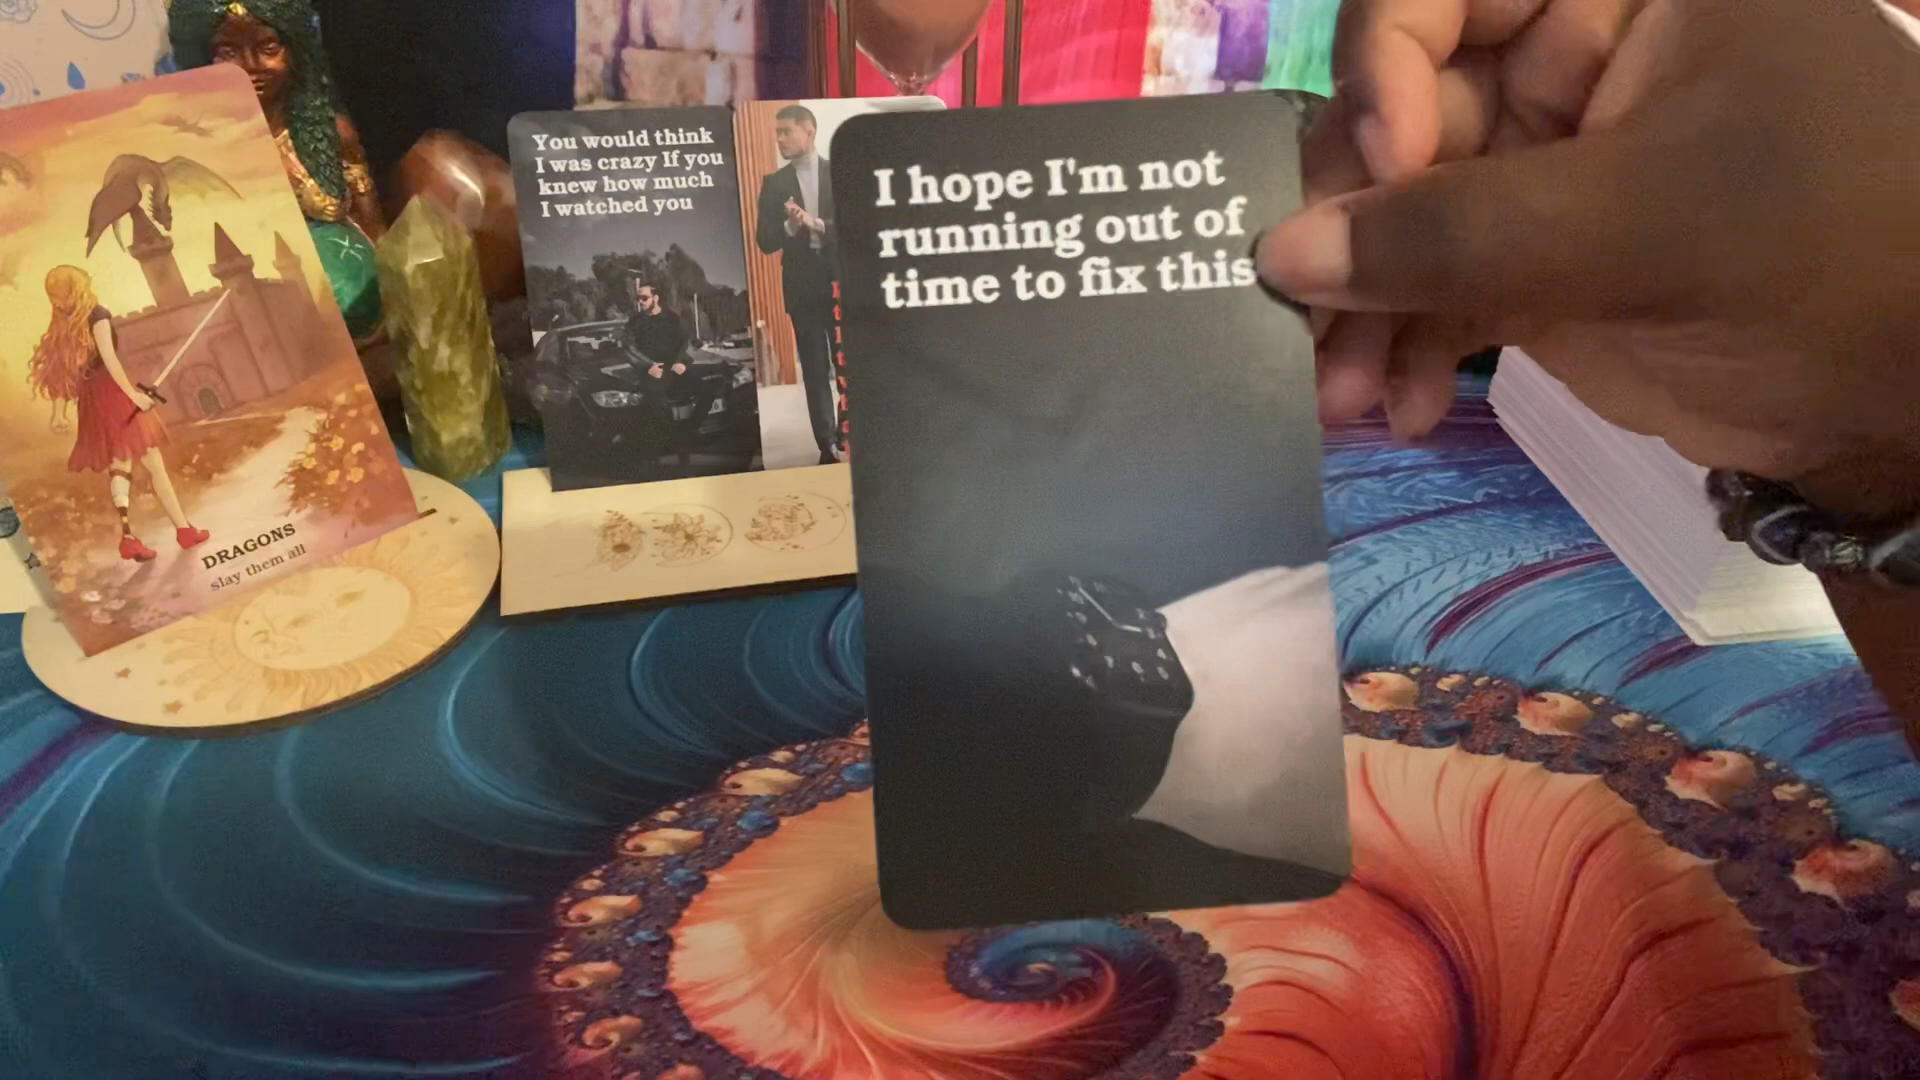 You would think
I was crazy If you
knew how much
I watched you
I hope I'm not
running out of
time to fix this
DRAGONS
slay them all